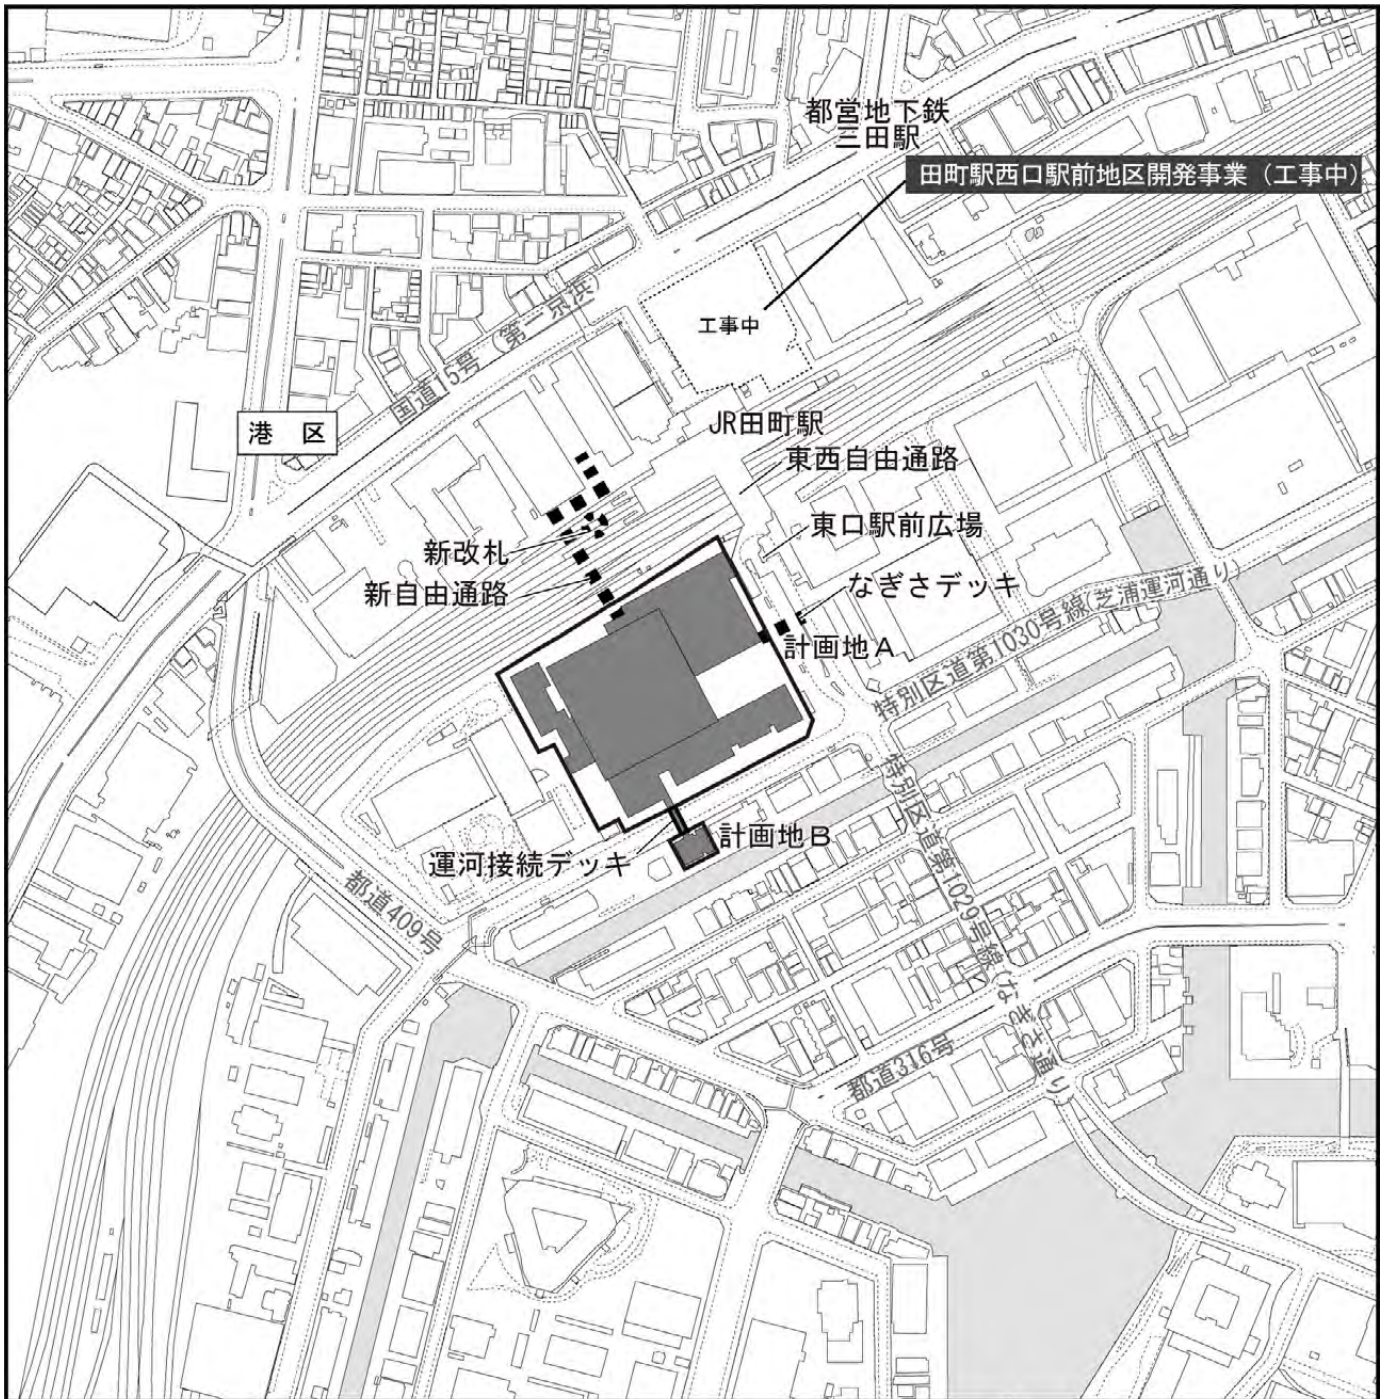 都営地下鉄
三田駅
田町駅西口駅前地区開発事業（工事中）
工事中
国道15号（第一京浜）
港　区
JR田町駅
東西自由通路
東口駅前広場
新改札
新自由通路
なぎさデッキ
計画地Ａ
特別区道第1030号線（芝浦運河通り）
特別区道第1029号線（なぎさ通り）
計画地Ｂ
運河接続デッキ
都道409号
都道316号